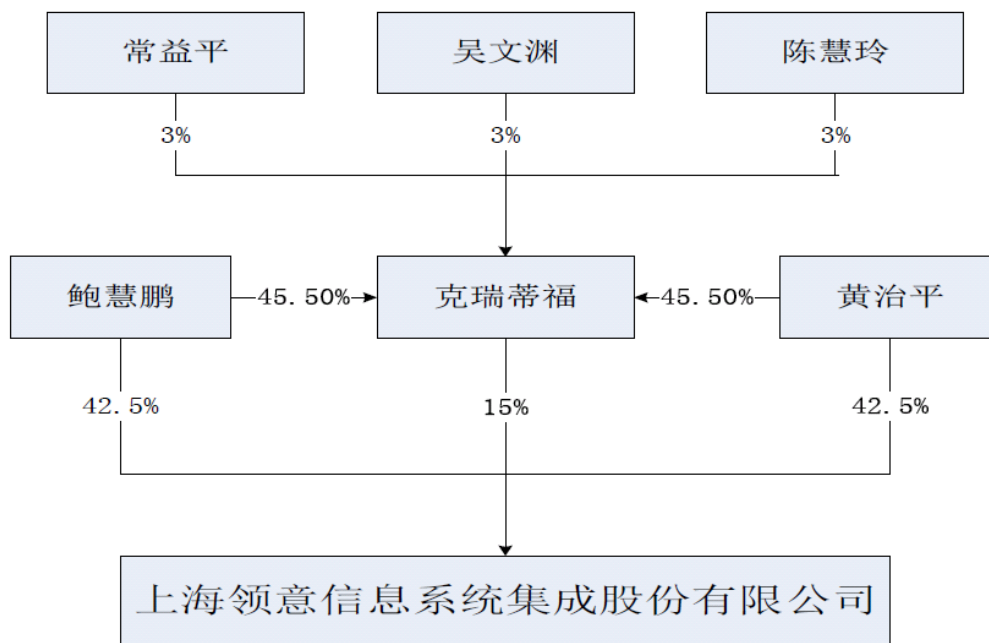 常益平
吴文渊
陈慧玲
3%
3%
3%
鲍慧鹏
45.50%
克瑞蒂福
45.50%
黄治平
42.5%
15%
42.5%
上海领意信息系统集成股份有限公司